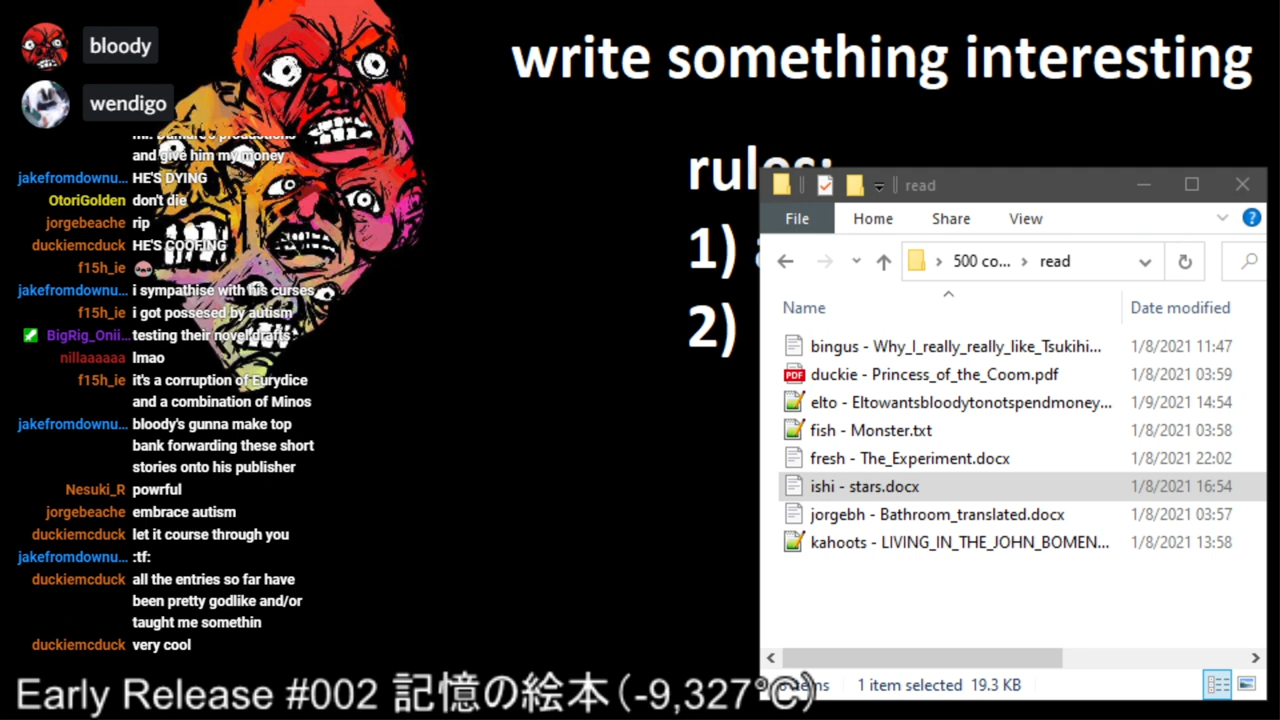 bloody
wendigo
write something interesting
rules:
1)
2)
and give him my money
jakefromdownu... HE'S DYING
OtoriGolden don't die
jorgebeache rip
duckiemcduck HE'S COOFING
f15h_ie
jakefromdownu... i sympathise with his curses
f15h_ie i got possesed by autism
BigRig_Onii... testing their novel drafts
nillaaaaaa lmao
f15h_ie it's a corruption of Eurydice
and a combination of Minos
jakefromdownu... bloody's gunna make top
bank forwarding these short
stories onto his publisher
Nesuki_R powrful
jorgebeache embrace autism
duckiemcduck let it course through you
jakefromdownu... :tf:
duckiemcduck all the entries so far have
been pretty godlike and/or
taught me somethin
duckiemcduck very cool
read
File Home Share View
500 co... › read
Name Date modified
bingus - Why_I_really_really_like_Tsukihi... 1/8/2021 11:47
duckie - Princess_of_the_Coom.pdf 1/8/2021 03:59
elto - Eltowantsbloodytonotspendmoney... 1/9/2021 14:54
fish - Monster.txt 1/8/2021 03:58
fresh - The_Experiment.docx 1/8/2021 22:02
ishi - stars.docx 1/8/2021 16:54
jorgebh - Bathroom_translated.docx 1/8/2021 03:57
kahoots - LIVING_IN_THE_JOHN_BOMEN... 1/8/2021 13:58
items 1 item selected 19.3 KB
Early Release #002 記憶の絵本(-9,327°C)